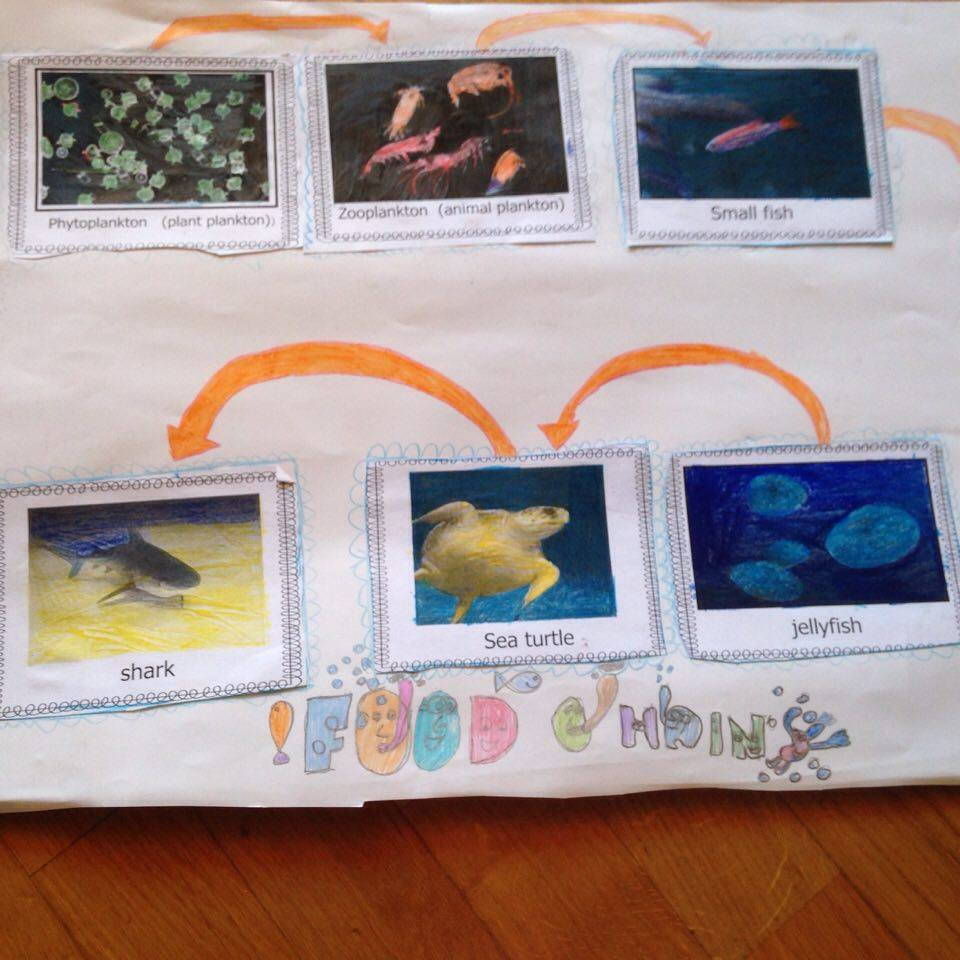 Phytoplankton (plant plankton))
Zooplankton (animal plankton)
Small fish
shark
Sea turtle
jellyfish
! FOOD CHAIN